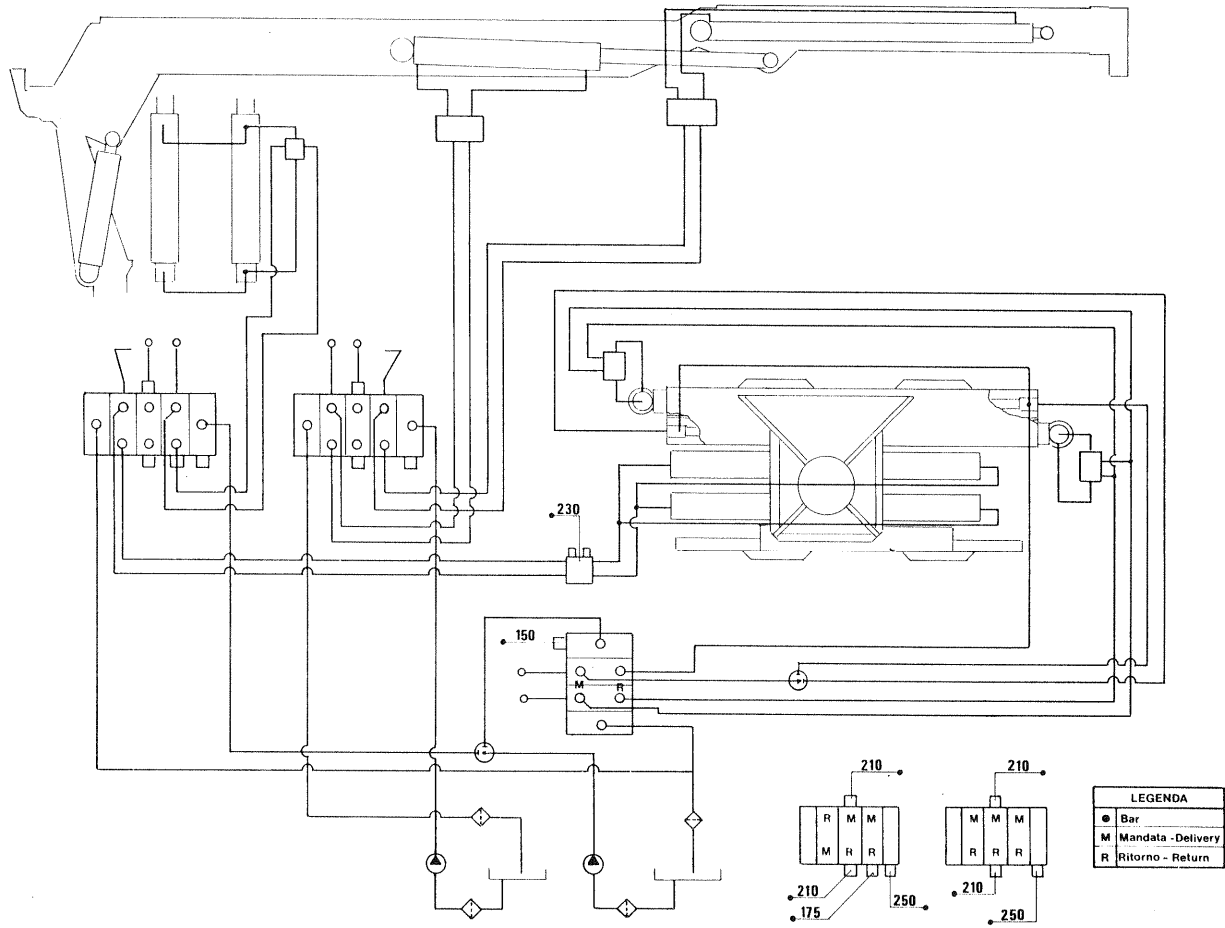 230
150
M R
210
210
LEGENDA
Bar
M Mandata - Delivery
R Ritorno - Return
R M M
M R R
M M M
R R R
210
175
250
210
250